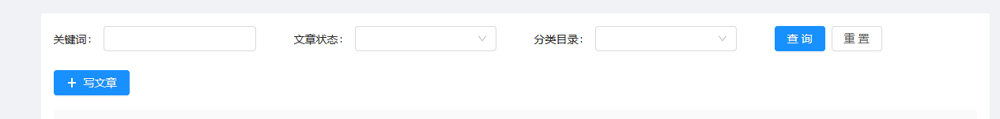 关键词： 文章状态： 分类目录： 查 询 重 置
+ 写文章